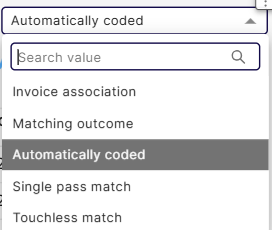 Automatically coded
Search value
Invoice association
Matching outcome
Automatically coded
Single pass match
Touchless match